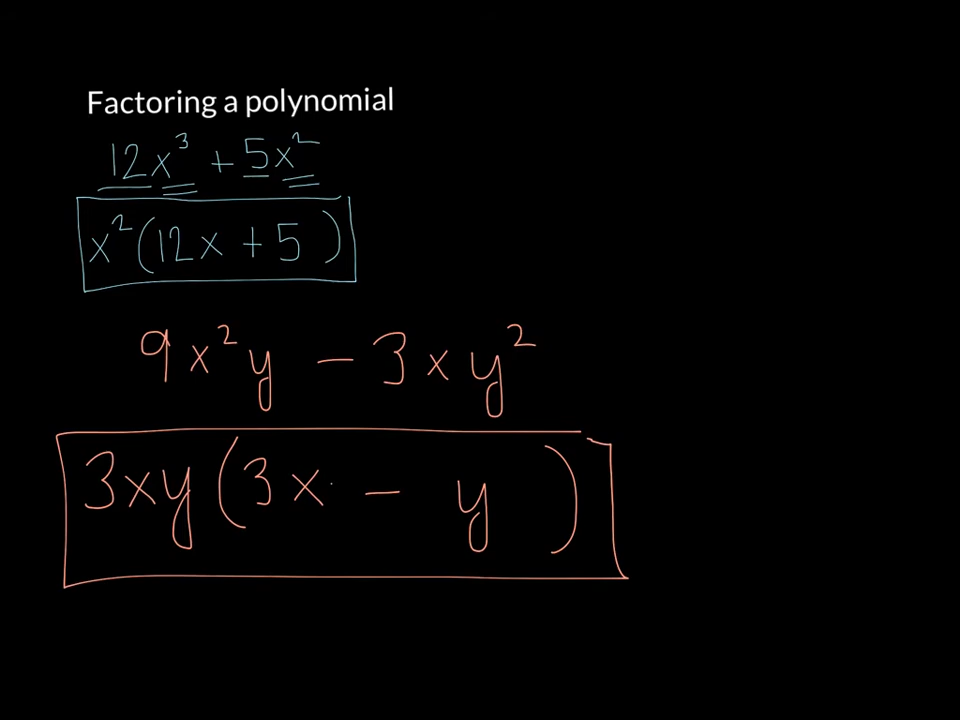 Factoring a polynomial
12x³ + 5x²
x²(12x + 5)
9x²y - 3xy²
3xy(3x - y)